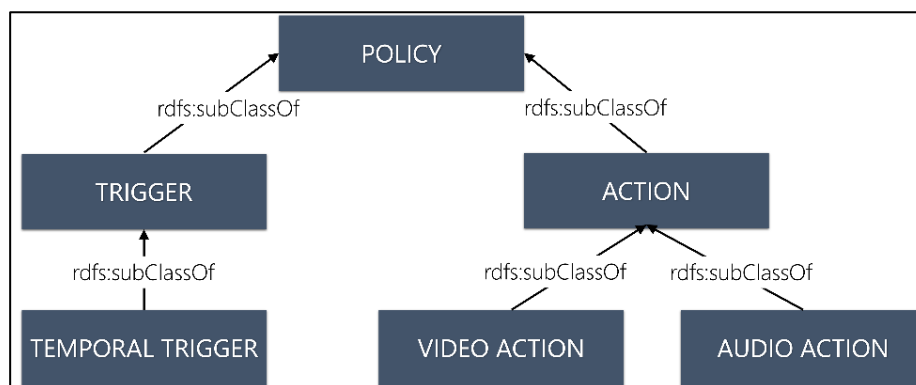 POLICY
rdfs:subClassOf
rdfs:subClassOf
TRIGGER
ACTION
rdfs:subClassOf
rdfs:subClassOf
rdfs:subClassOf
TEMPORAL TRIGGER
VIDEO ACTION
AUDIO ACTION